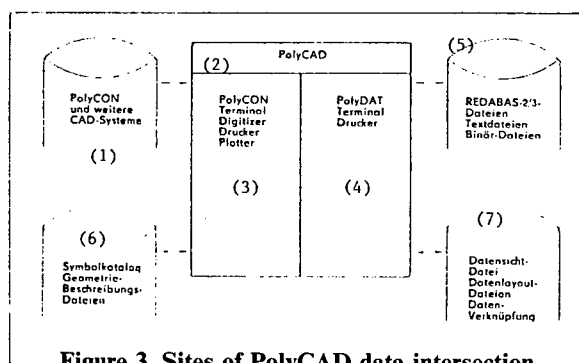 (5)
(2)
PolyCAD
PolyCON
und weitere
CAD-Systeme
(1)
PolyCON
Terminal
Digitizer
Drucker
Plotter
(3)
PolyDAT
Terminal
Drucker
(4)
REDABAS-2/3-
Dateien
Textdateien
Binär-Dateien
(6)
Symbolkatalog
Geometrie-
Beschreibungs-
Dateien
(7)
Datensicht-
Datei
Datenlayout-
Dateien
Daten-
Verknüpfung
Figure 3. Sites of PolyCAD data intersection